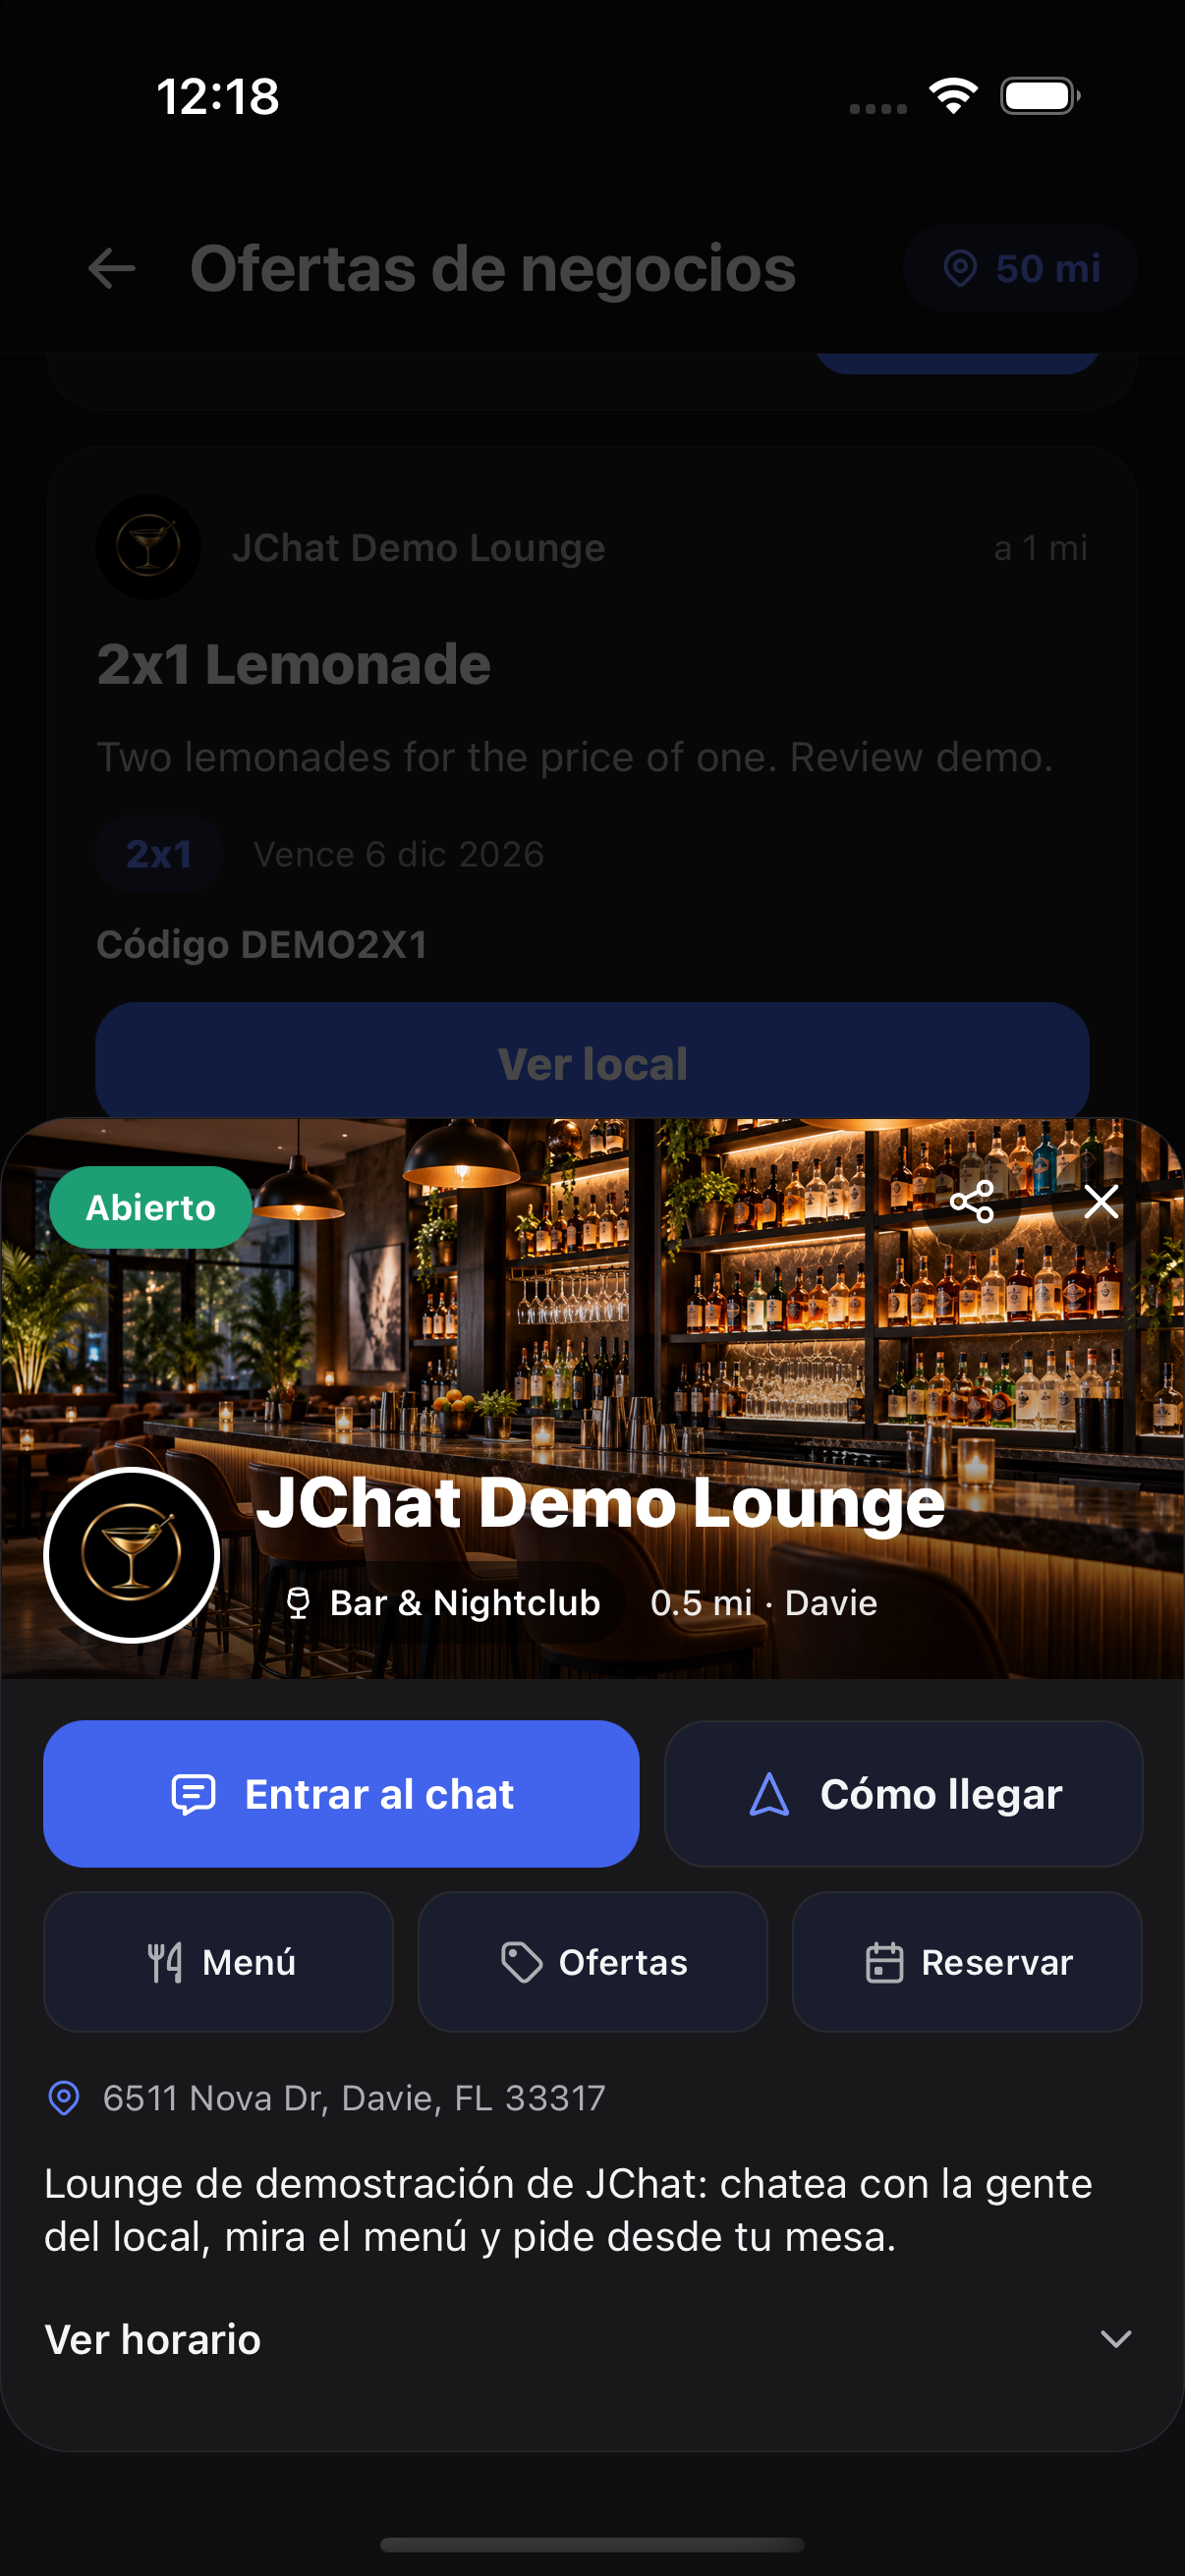 12:18
Ofertas de negocios
50 mi
JChat Demo Lounge
a 1 mi
2x1 Lemonade
Two lemonades for the price of one. Review demo.
2x1
Vence 6 dic 2026
Código DEMO2X1
Ver local
Abierto
JChat Demo Lounge
Bar & Nightclub
0.5 mi · Davie
Entrar al chat
Cómo llegar
Menú
Ofertas
Reservar
6511 Nova Dr, Davie, FL 33317
Lounge de demostración de JChat: chatea con la gente
del local, mira el menú y pide desde tu mesa.
Ver horario